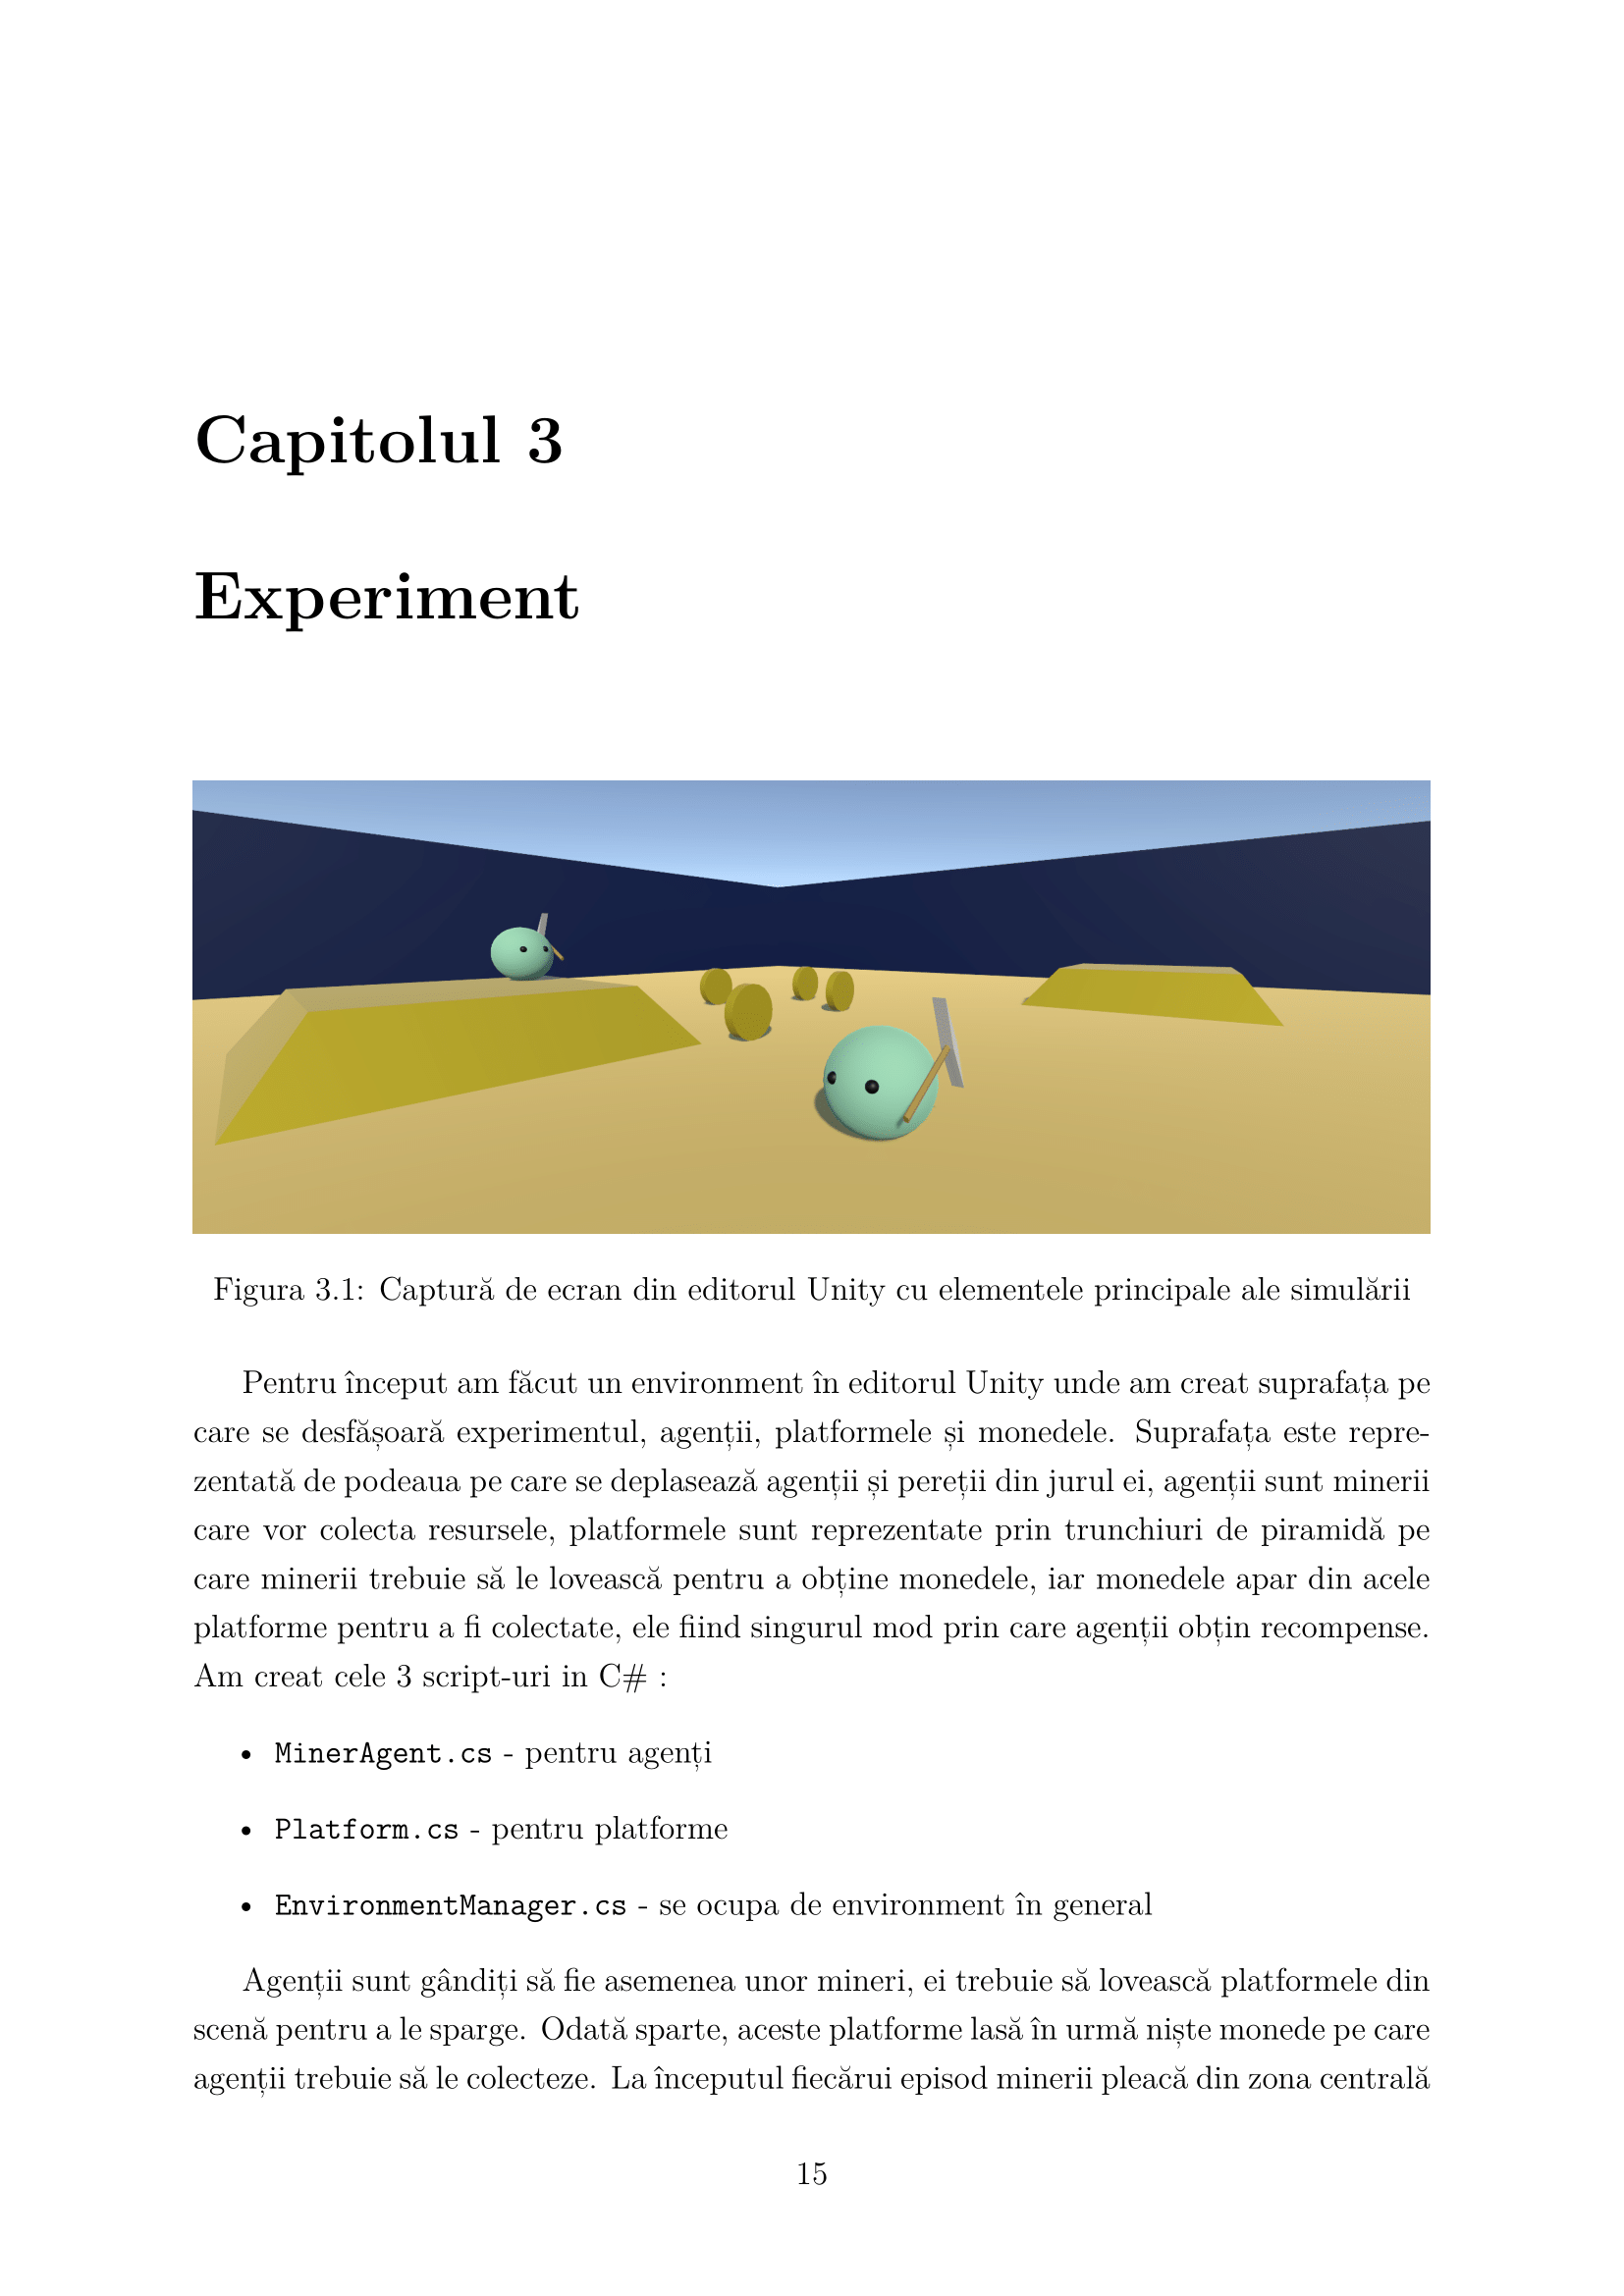 Capitolul 3
Experiment
Figura 3.1: Captură de ecran din editorul Unity cu elementele principale ale simulării
Pentru început am făcut un environment în editorul Unity unde am creat suprafața pe
care se desfășoară experimentul, agenții, platformele și monedele. Suprafața este repre-
zentată de podeaua pe care se deplasează agenții și pereții din jurul ei, agenții sunt minerii
care vor colecta resursele, platformele sunt reprezentate prin trunchiuri de piramidă pe
care minerii trebuie să le lovească pentru a obține monedele, iar monedele apar din acele
platforme pentru a fi colectate, ele fiind singurul mod prin care agenții obțin recompense.
Am creat cele 3 script-uri in C# :
• MinerAgent.cs - pentru agenți
• Platform.cs - pentru platforme
• EnvironmentManager.cs - se ocupa de environment în general
Agenții sunt gândiți să fie asemenea unor mineri, ei trebuie să lovească platformele din
scenă pentru a le sparge. Odată sparte, aceste platforme lasă în urmă niște monede pe care
agenții trebuie să le colecteze. La începutul fiecărui episod minerii pleacă din zona centrală
15